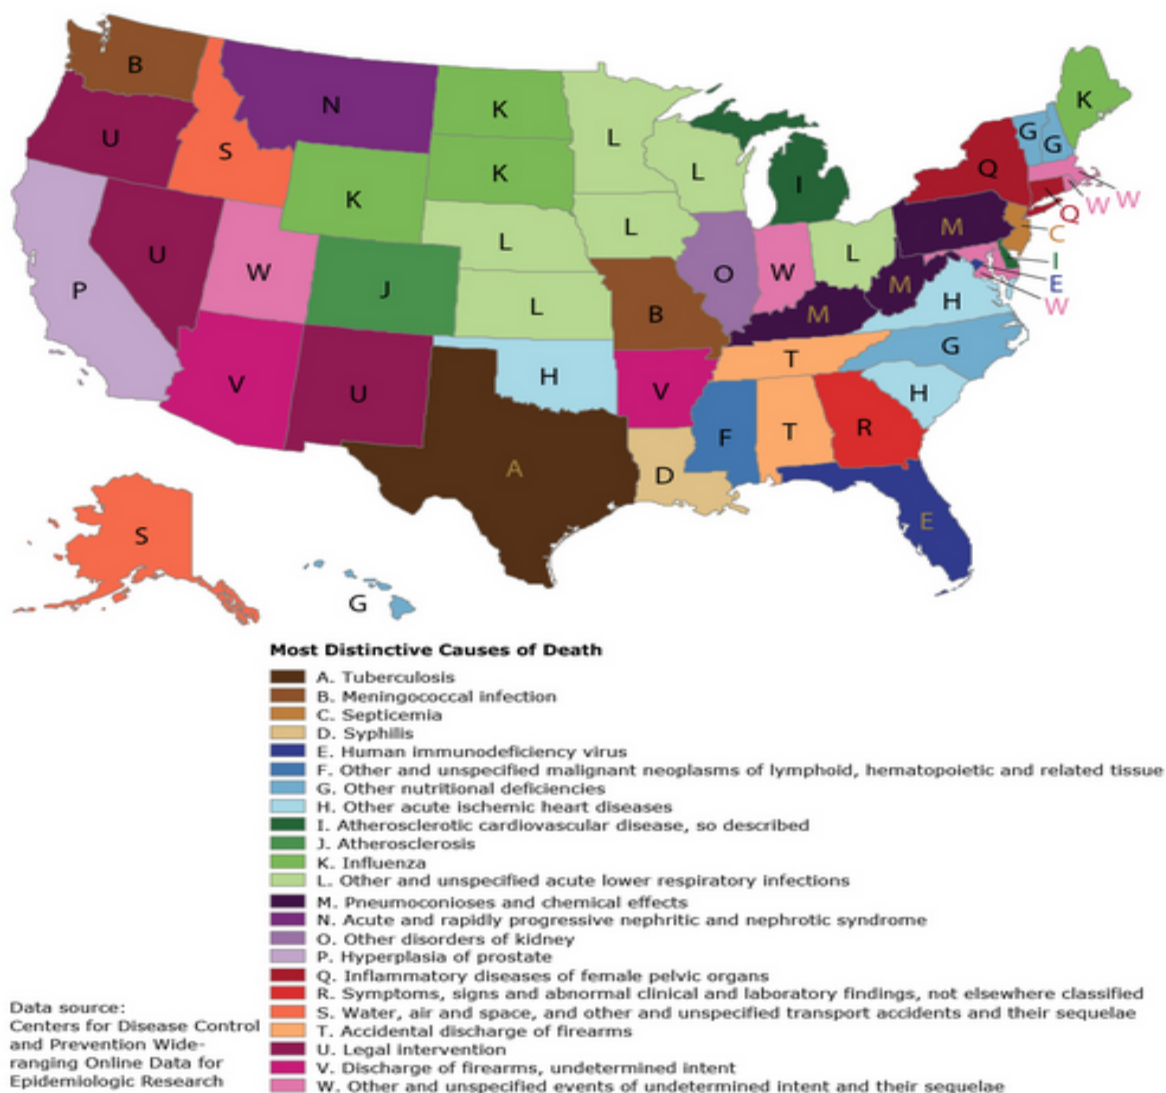 K
B
N
K
L
G
G
U
S
K
L
I
Q
K
W
W
L
L
M
Q
C
U
W
L
O
W
L
M
I
P
J
L
B
M
H
E
W
T
G
V
U
H
V
H
F
T
R
A
D
E
S
G
Most Distinctive Causes of Death
A. Tuberculosis
B. Meningococcal infection
C. Septicemia
D. Syphilis
E. Human immunodeficiency virus
F. Other and unspecified malignant neoplasms of lymphoid, hematopoietic and related tissue
G. Other nutritional deficiencies
H. Other acute ischemic heart diseases
I. Atherosclerotic cardiovascular disease, so described
J. Atherosclerosis
K. Influenza
L. Other and unspecified acute lower respiratory infections
M. Pneumoconioses and chemical effects
N. Acute and rapidly progressive nephritic and nephrotic syndrome
O. Other disorders of kidney
P. Hyperplasia of prostate
Q. Inflammatory diseases of female pelvic organs
R. Symptoms, signs and abnormal clinical and laboratory findings, not elsewhere classified
S. Water, air and space, and other and unspecified transport accidents and their sequelae
T. Accidental discharge of firearms
U. Legal intervention
V. Discharge of firearms, undetermined intent
W. Other and unspecified events of undetermined intent and their sequelae
Data source:
Centers for Disease Control
and Prevention Wide-
ranging Online Data for
Epidemiologic Research